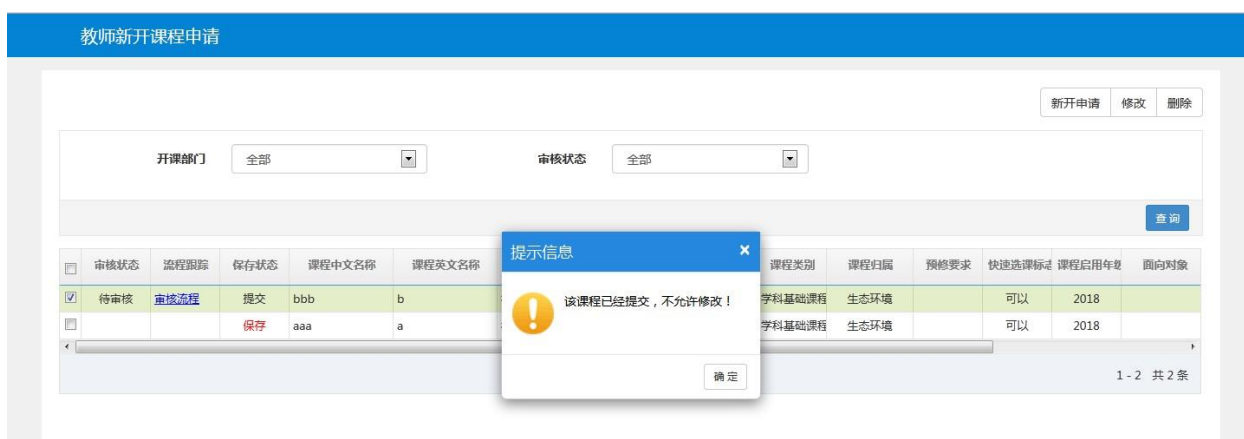 教师新开课程申请
新开申请 修改 删除
开课部门 全部 审核状态 全部
查询
提示信息 ×
审核状态 流程跟踪 保存状态 课程中文名称 课程英文名称 课程类别 课程归属 预修要求 快速选课标志 课程启用年级 面向对象
该课程已经提交，不允许修改！
待审核 审核流程 提交 bbb b 学科基础课程 生态环境 可以 2018
保存 aaa a 学科基础课程 生态环境 可以 2018
确定
1 - 2 共 2 条